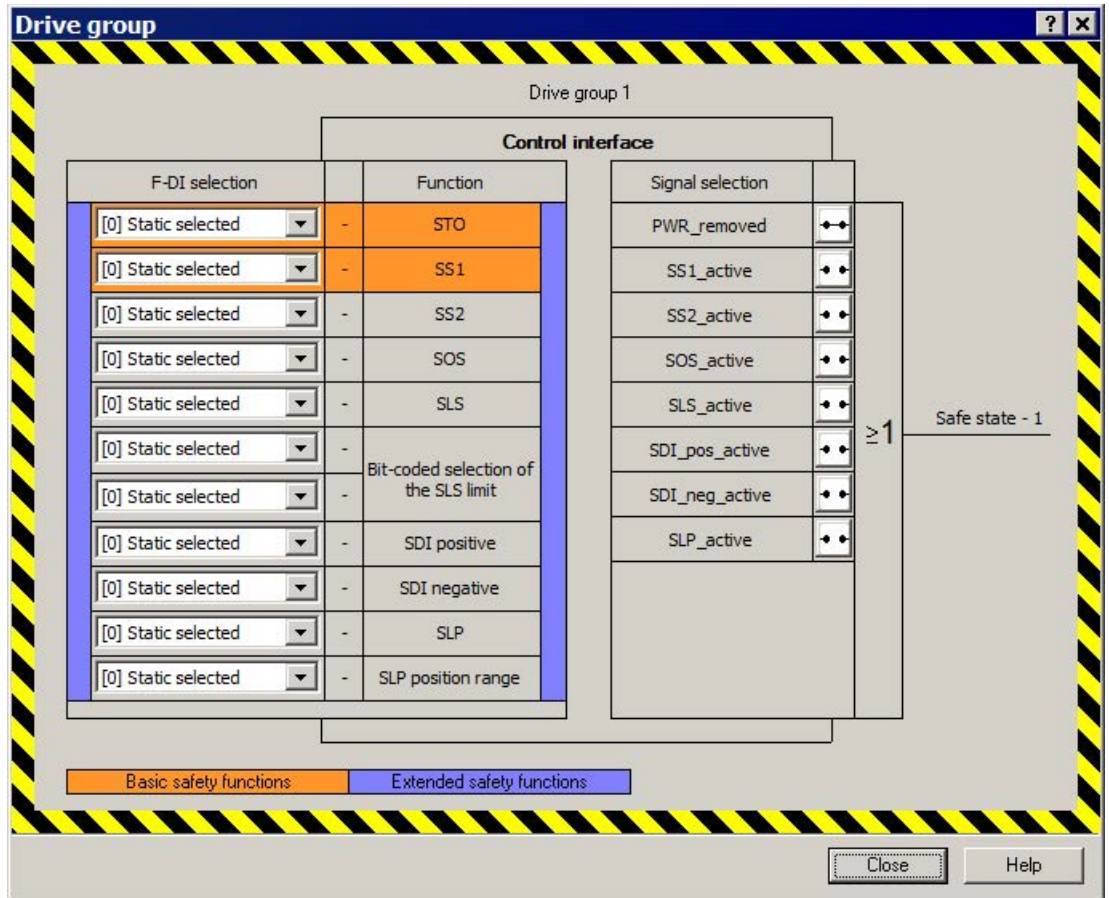 Drive group
? x
Drive group 1
Control interface
F-DI selection Function Signal selection
[0] Static selected - STO PWR_removed
[0] Static selected - SS1 SS1_active
[0] Static selected - SS2 SS2_active
[0] Static selected - SOS SOS_active
[0] Static selected - SLS SLS_active
≥1 Safe state - 1
[0] Static selected - Bit-coded selection of SDI_pos_active
[0] Static selected - the SLS limit SDI_neg_active
[0] Static selected - SDI positive SLP_active
[0] Static selected - SDI negative
[0] Static selected - SLP
[0] Static selected - SLP position range
Basic safety functions Extended safety functions
Close Help